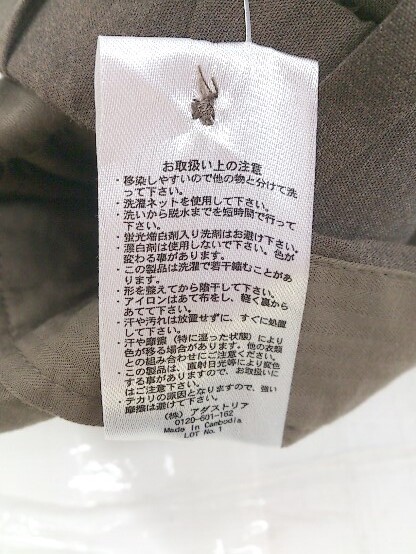 お取扱い上の注意
・移染しやすいので他の物と分けて洗
って下さい。
・洗濯ネットを使用して下さい。
・洗いから脱水までを短時間で行って
下さい。
・蛍光増白剤入り洗剤はお避け下さい。
・漂白剤は使用しないで下さい。色が
変わる事があります。
・この製品は洗濯で若干縮むことがあ
ります。
・形を整えてから陰干して下さい。
・アイロンはあて布をし、軽く裏から
あてて下さい。
・汗や汚れは放置せずに、すぐに処置
して下さい。
・汗や摩擦（特に湿った状態）により
色が移る場合があります。他の衣類
との組み合わせにご注意ください。
・この製品は、直射日光等により変色
する事がありますので、お取扱いに
はご注意下さい。
・テカリの原因となりますので、強い
摩擦は避けて下さい。
（株）アダストリア
0120-601-162
Made in Cambodia
LOT No. 1